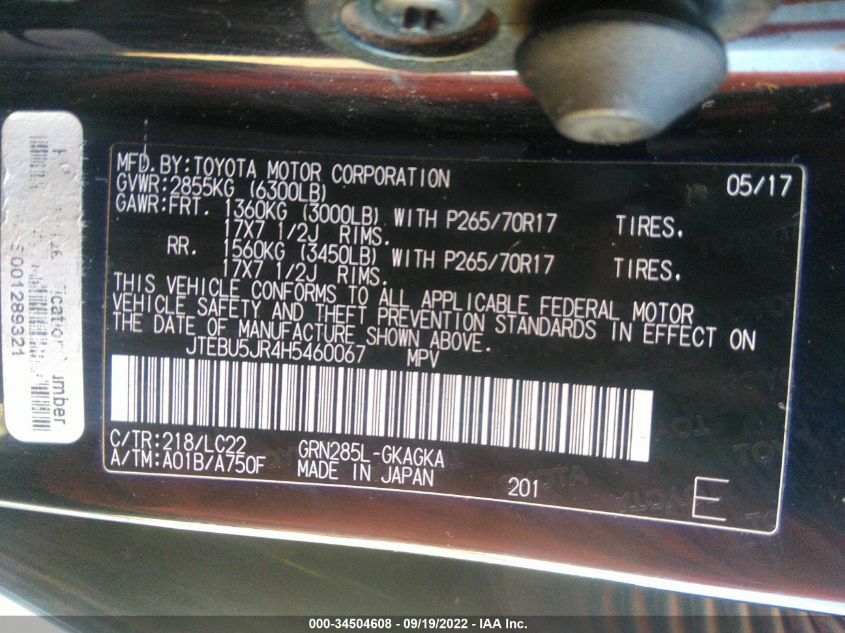 MFD. BY: TOYOTA MOTOR CORPORATION 05/17
GVWR: 2855KG (6300LB)
GAWR: FRT. 1360KG (3000LB) WITH P265/70R17 TIRES.
17X7 1/2J RIMS.
RR. 1560KG (3450LB) WITH P265/70R17 TIRES.
17X7 1/2J RIMS.
THIS VEHICLE CONFORMS TO ALL APPLICABLE FEDERAL MOTOR
VEHICLE SAFETY AND THEFT PREVENTION STANDARDS IN EFFECT ON
THE DATE OF MANUFACTURE SHOWN ABOVE.
JTEBU5JR4H5460067 MPV
C/TR: 218/LC22 GRN285L-GKAGKA
A/TM: A01B/A750F MADE IN JAPAN 201 E
TOYOTA
001289321
Number
000-34504608 - 09/19/2022 - IAA Inc.